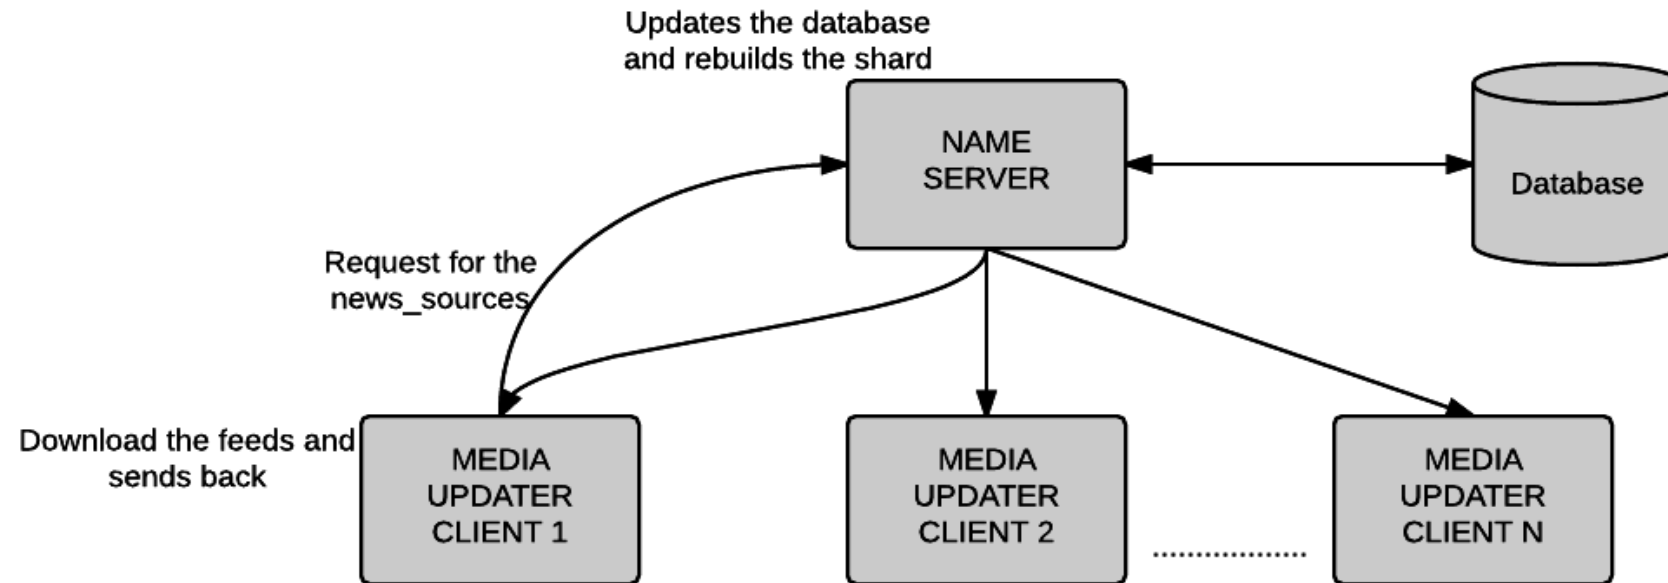 Updates the database
and rebuilds the shard
NAME
SERVER
Database
Request for the
news_sources
Download the feeds and
sends back
MEDIA
UPDATER
CLIENT 1
MEDIA
UPDATER
CLIENT 2
MEDIA
UPDATER
CLIENT N